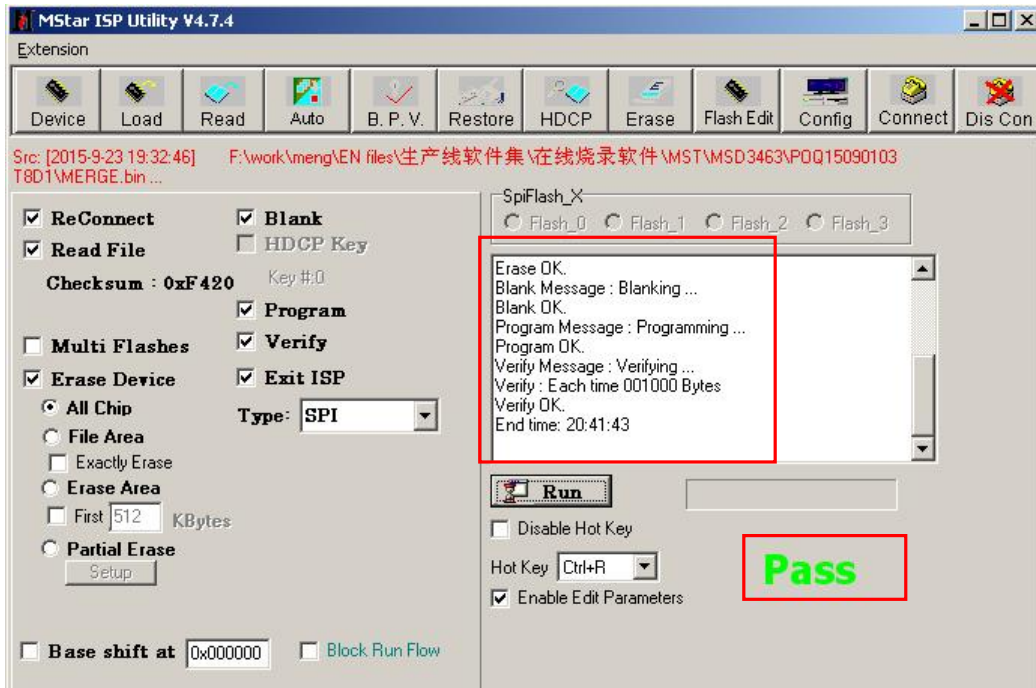 MStar ISP Utility V4.7.4
Extension
Device Load Read Auto B. P. V. Restore HDCP Erase Flash Edit Config Connect Dis Con
Src: [2015-9-23 19:32:46] F:\work\meng\EN files\生产线软件集\在线烧录软件\MST\MSD3463\P0Q15090103
T8D1\MERGE.bin ...
ReConnect
Read File
Checksum : 0xF420
Multi Flashes
Erase Device
All Chip
File Area
Exactly Erase
Erase Area
First 512 KBytes
Partial Erase
Setup
Base shift at 0x000000
Block Run Flow
Blank
HDCP Key
Key #:0
Program
Verify
Exit ISP
Type: SPI
SpiFlash_X
Flash_0 Flash_1 Flash_2 Flash_3
Erase OK.
Blank Message : Blanking ...
Blank OK.
Program Message : Programming ...
Program OK.
Verify Message : Verifying ...
Verify : Each time 001000 Bytes
Verify OK.
End time: 20:41:43
Run
Disable Hot Key
Hot Key Ctrl+R
Enable Edit Parameters
Pass